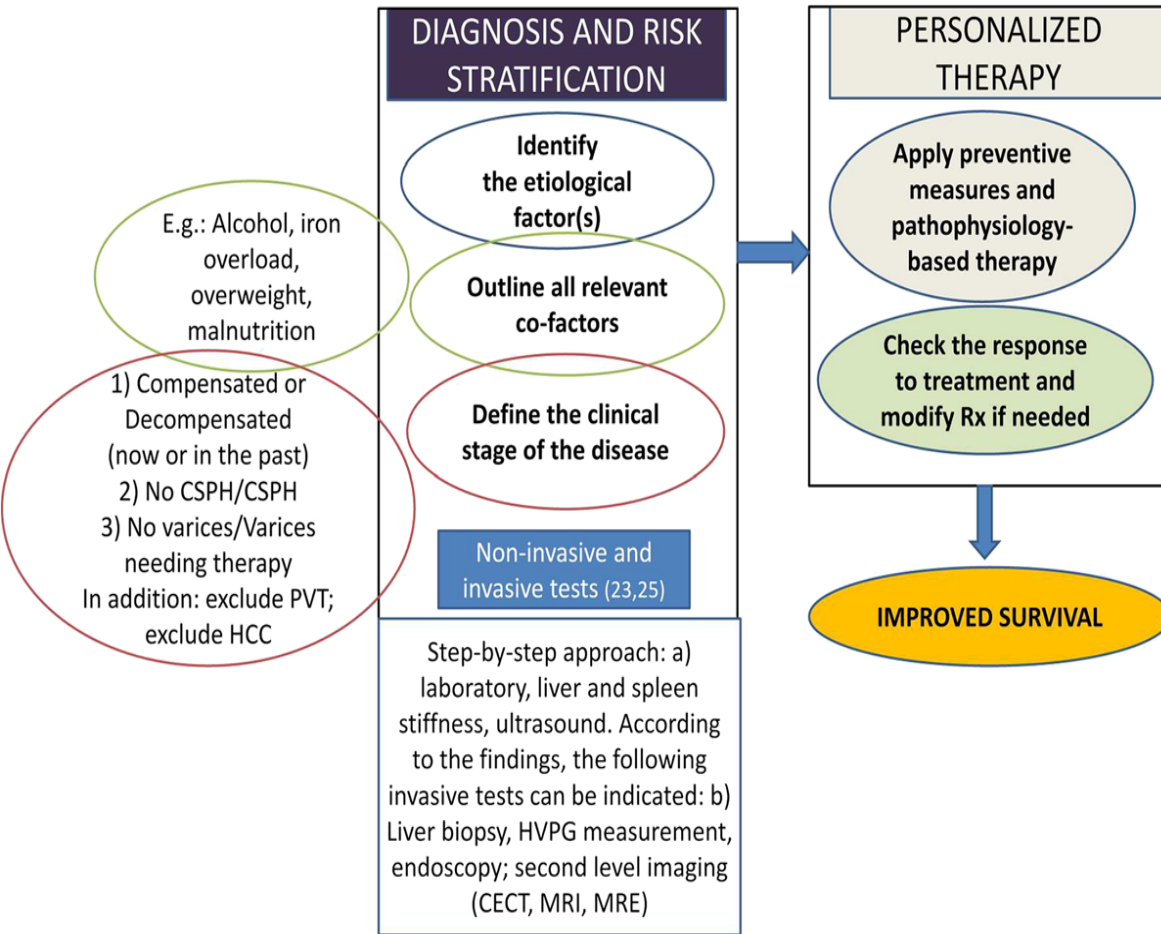 DIAGNOSIS AND RISK
STRATIFICATION
Identify
the etiological
factor(s)
Outline all relevant
co-factors
Define the clinical
stage of the disease
Non-invasive and
invasive tests (23,25)
Step-by-step approach: a)
laboratory, liver and spleen
stiffness, ultrasound. According
to the findings, the following
invasive tests can be indicated: b)
Liver biopsy, HVPG measurement,
endoscopy; second level imaging
(CECT, MRI, MRE)
E.g.: Alcohol, iron
overload,
overweight,
malnutrition
1) Compensated or
Decompensated
(now or in the past)
2) No CSPH/CSPH
3) No varices/Varices
needing therapy
In addition: exclude PVT;
exclude HCC
PERSONALIZED
THERAPY
Apply preventive
measures and
pathophysiology-
based therapy
Check the response
to treatment and
modify Rx if needed
IMPROVED SURVIVAL